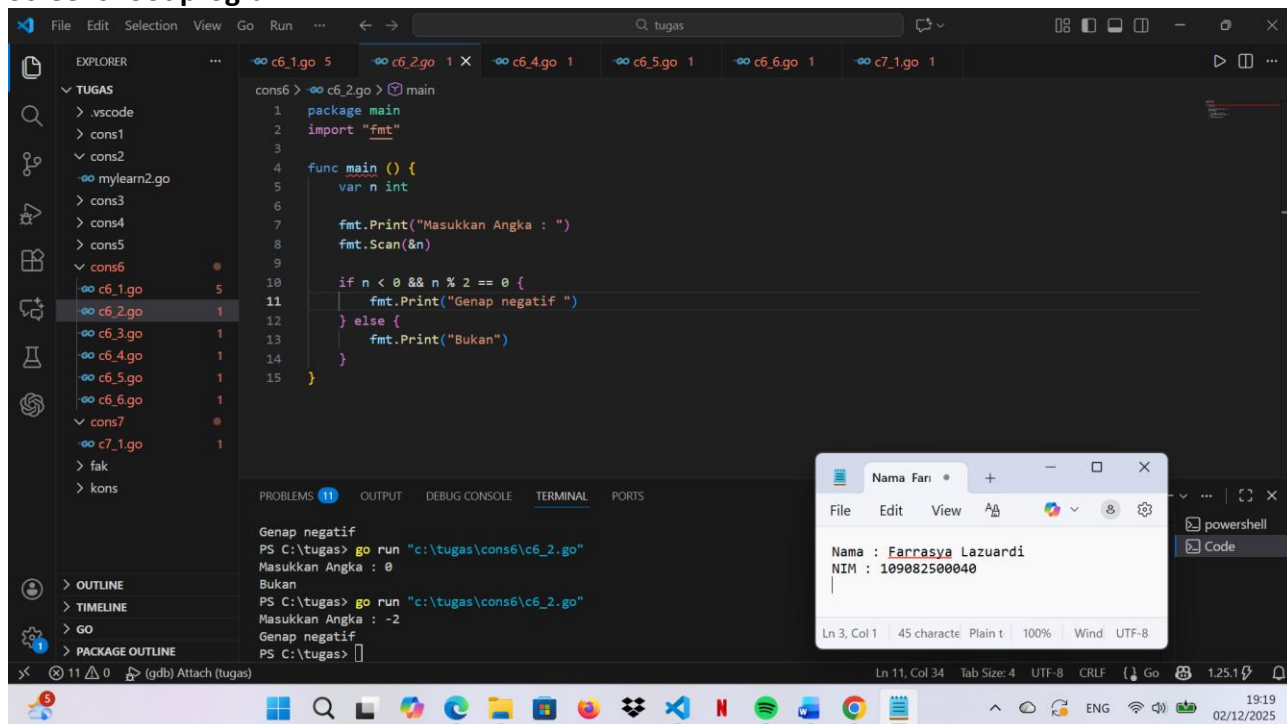 File Edit Selection View Go Run ... tugas
EXPLORER ...
TUGAS
.vscode
cons1
cons2
mylearn2.go
cons3
cons4
cons5
cons6
c6_1.go 5
c6_2.go 1
c6_3.go 1
c6_4.go 1
c6_5.go 1
c6_6.go 1
cons7
c7_1.go 1
fak
kons
OUTLINE
TIMELINE
GO
PACKAGE OUTLINE
c6_1.go 5 c6_2.go 1 c6_4.go 1 c6_5.go 1 c6_6.go 1 c7_1.go 1
cons6 > c6_2.go > main
1 package main
2 import "fmt"
3
4 func main () {
5 var n int
6
7 fmt.Print("Masukkan Angka : ")
8 fmt.Scan(&n)
9
10 if n < 0 && n % 2 == 0 {
11 fmt.Print("Genap negatif ")
12 } else {
13 fmt.Print("Bukan")
14 }
15 }
PROBLEMS 11 OUTPUT DEBUG CONSOLE TERMINAL PORTS
Genap negatif
PS C:\tugas> go run "c:\tugas\cons6\c6_2.go"
Masukkan Angka : 0
Bukan
PS C:\tugas> go run "c:\tugas\cons6\c6_2.go"
Masukkan Angka : -2
Genap negatif
PS C:\tugas>
powershell
Code
Nama Farr
File Edit View
Nama : Farrasya Lazuardi
NIM : 109082500040
Ln 3, Col 1 45 characte Plain t 100% Wind UTF-8
11 0 (gdb) Attach (tugas) Ln 11, Col 34 Tab Size: 4 UTF-8 CRLF Go 1.25.1
5 ENG 19:19
02/12/2025